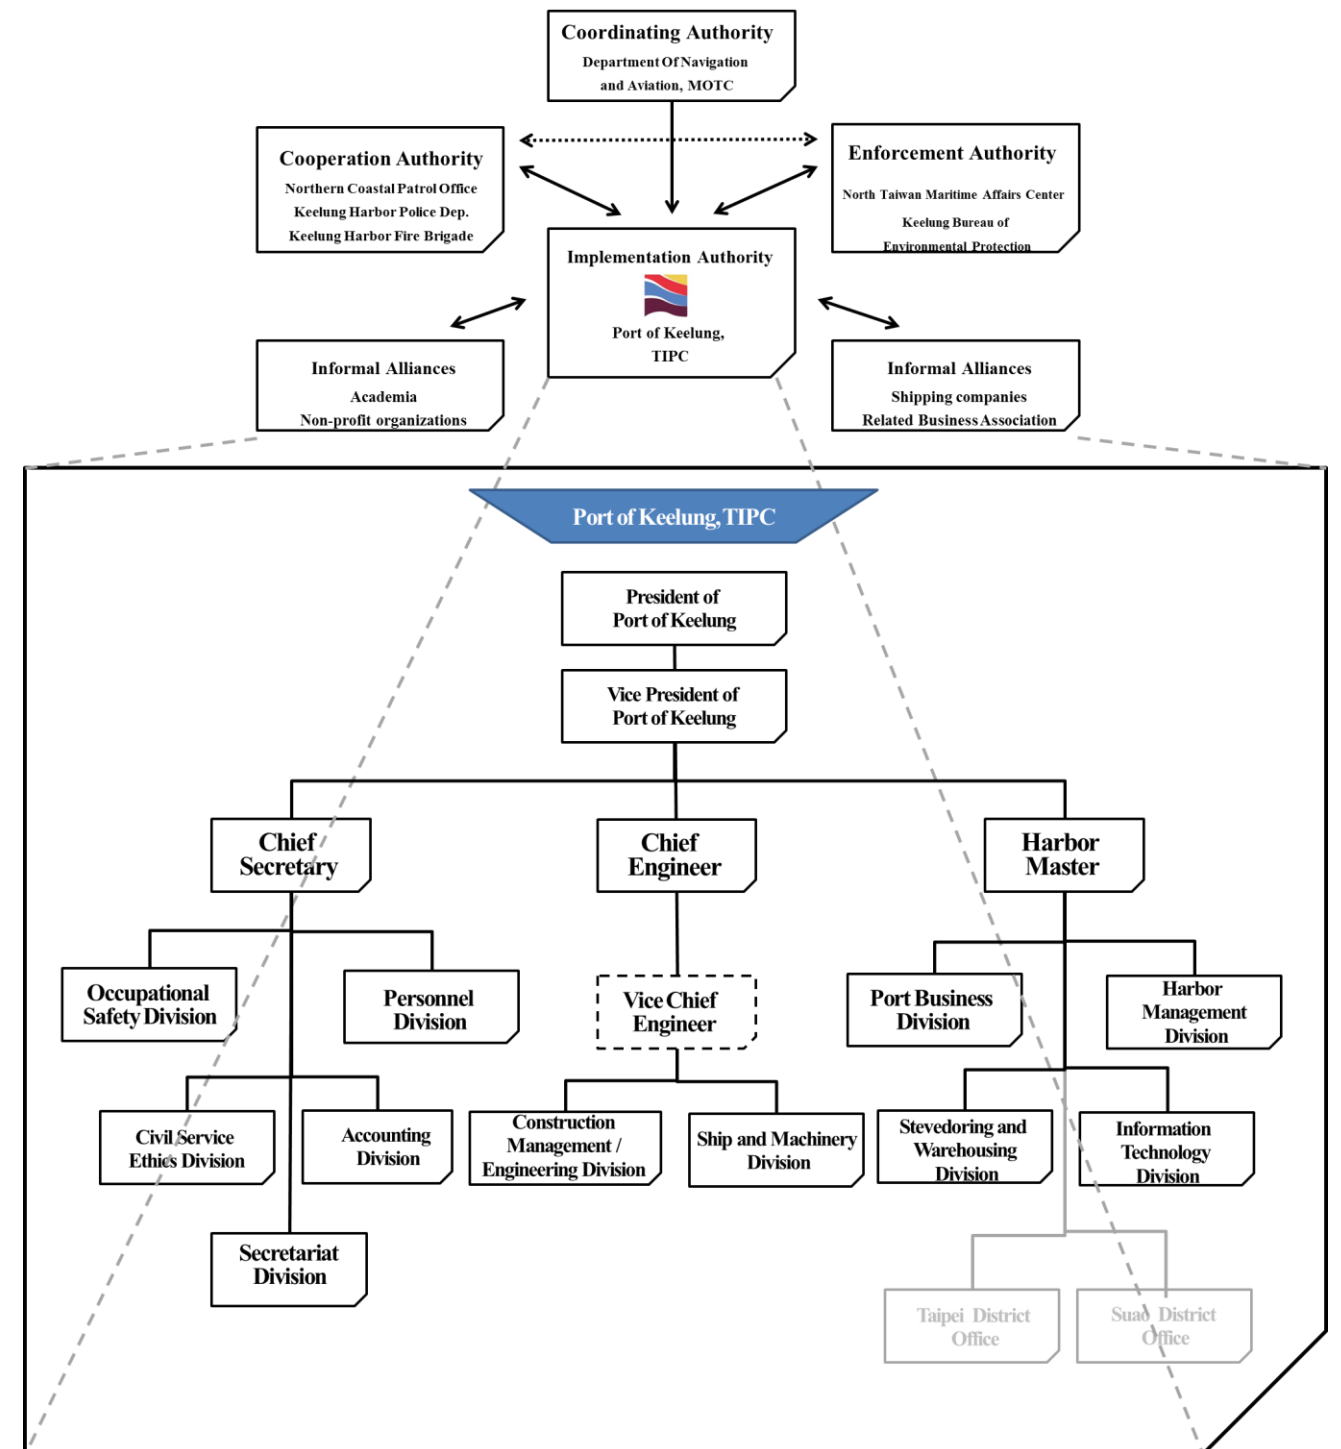 Coordinating Authority
Department Of Navigation
and Aviation, MOTC
Cooperation Authority
Northern Coastal Patrol Office
Keelung Harbor Police Dep.
Keelung Harbor Fire Brigade
Enforcement Authority
North Taiwan Maritime Affairs Center
Keelung Bureau of
Environmental Protection
Implementation Authority
Port of Keelung,
TIPC
Informal Alliances
Academia
Non-profit organizations
Informal Alliances
Shipping companies
Related Business Association
Port of Keelung, TIPC
President of
Port of Keelung
Vice President of
Port of Keelung
Chief
Secretary
Chief
Engineer
Harbor
Master
Occupational
Safety Division
Personnel
Division
Vice Chief
Engineer
Port Business
Division
Harbor
Management
Division
Civil Service
Ethics Division
Accounting
Division
Construction
Management /
Engineering Division
Ship and Machinery
Division
Stevedoring and
Warehousing
Division
Information
Technology
Division
Secretariat
Division
Taipei District
Office
Suao District
Office